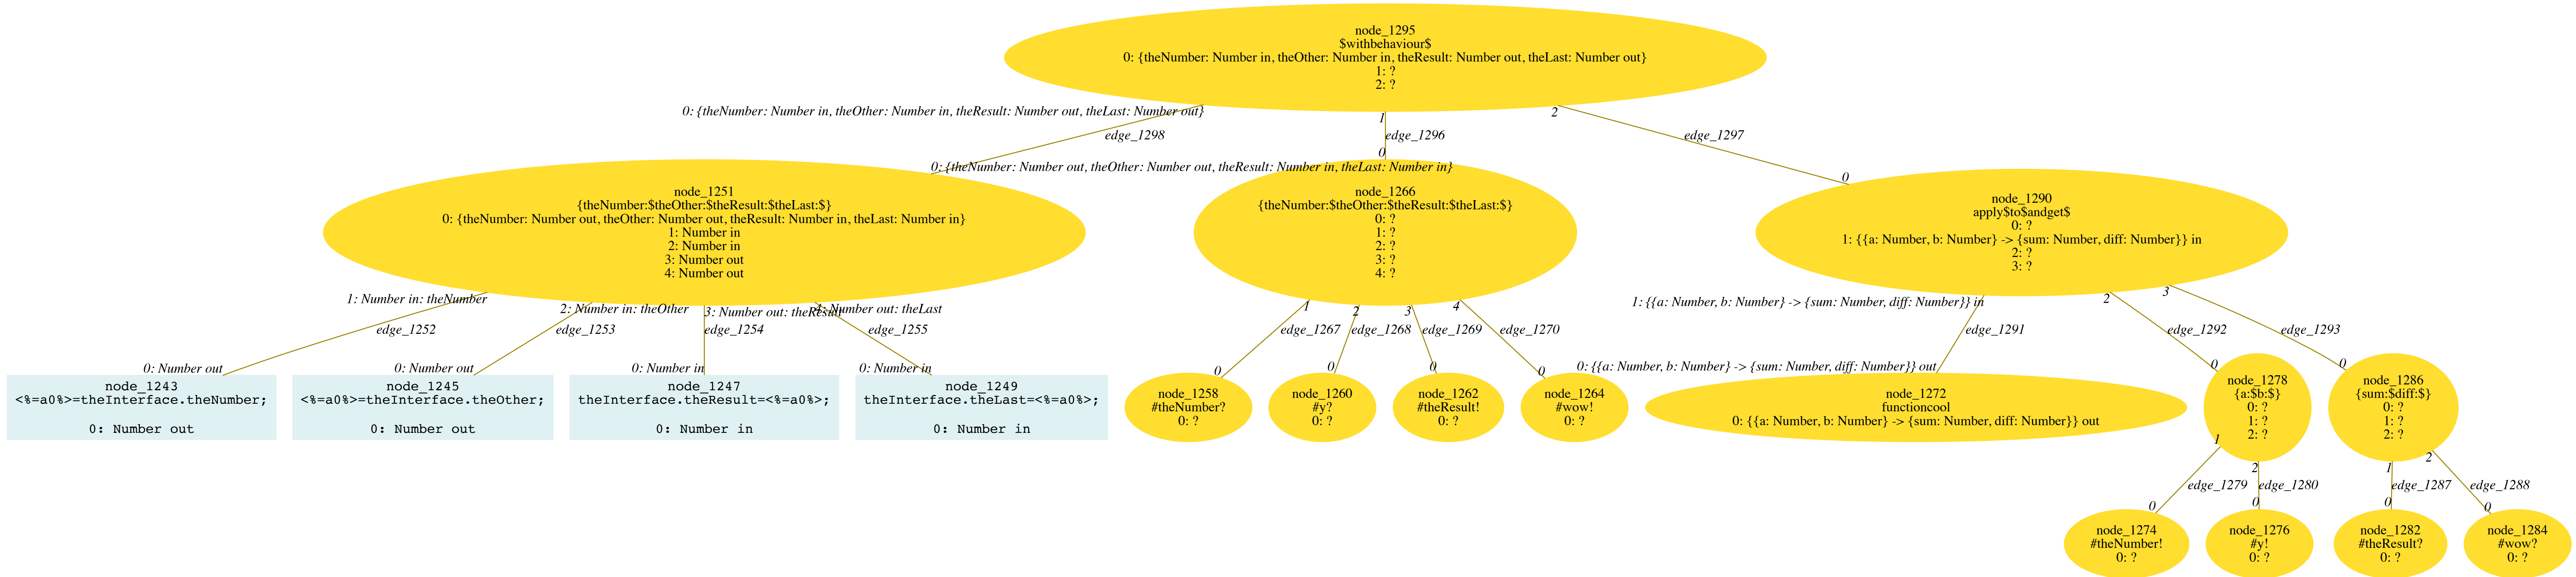 node_1295
$withbehaviour$
0: {theNumber: Number in, theOther: Number in, theResult: Number out, theLast: Number out}
1: ?
2: ?
0: {theNumber: Number in, theOther: Number in, theResult: Number out, theLast: Number out}
1
2
edge_1298
edge_1296
edge_1297
0: {theNumber: Number out, theOther: Number out, theResult: Number in, theLast: Number in}
0
0
node_1251
{theNumber:$theOther:$theResult:$theLast:$}
0: {theNumber: Number out, theOther: Number out, theResult: Number in, theLast: Number in}
1: Number in
2: Number in
3: Number out
4: Number out
node_1266
{theNumber:$theOther:$theResult:$theLast:$}
0: ?
1: ?
2: ?
3: ?
4: ?
node_1290
apply$to$andget$
0: ?
1: {{a: Number, b: Number} -> {sum: Number, diff: Number}} in
2: ?
3: ?
1: Number in: theNumber
2: Number in: theOther
3: Number out: theResult
4: Number out: theLast
1
2
3
4
1: {{a: Number, b: Number} -> {sum: Number, diff: Number}} in
2
3
edge_1252
edge_1253
edge_1254
edge_1255
edge_1267
edge_1268
edge_1269
edge_1270
edge_1291
edge_1292
edge_1293
0: Number out
0: Number out
0: Number in
0: Number in
0
0
0
0
0: {{a: Number, b: Number} -> {sum: Number, diff: Number}} out
0
0
node_1243
<%=a0%>=theInterface.theNumber;
0: Number out
node_1245
<%=a0%>=theInterface.theOther;
0: Number out
node_1247
theInterface.theResult=<%=a0%>;
0: Number in
node_1249
theInterface.theLast=<%=a0%>;
0: Number in
node_1258
#theNumber?
0: ?
node_1260
#y?
0: ?
node_1262
#theResult!
0: ?
node_1264
#wow!
0: ?
node_1272
functioncool
0: {{a: Number, b: Number} -> {sum: Number, diff: Number}} out
node_1278
{a:$b:$}
0: ?
1: ?
2: ?
node_1286
{sum:$diff:$}
0: ?
1: ?
2: ?
1
2
1
2
edge_1279
edge_1280
edge_1287
edge_1288
0
0
0
0
node_1274
#theNumber!
0: ?
node_1276
#y!
0: ?
node_1282
#theResult?
0: ?
node_1284
#wow?
0: ?